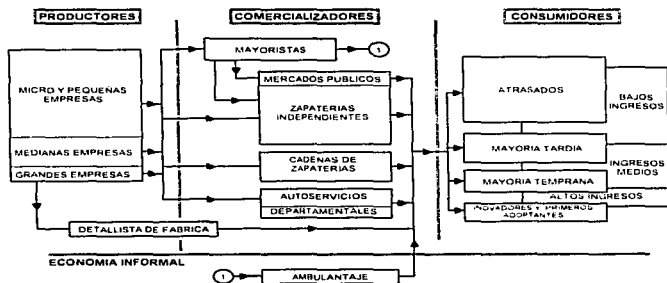 PRODUCTORES
COMERCIALIZADORES
CONSUMIDORES
MAYORISTAS
1
MICRO Y PEQUEÑAS
EMPRESAS
MEDIANAS EMPRESAS
GRANDES EMPRESAS
MERCADOS PUBLICOS
ZAPATERIAS
INDEPENDIENTES
CADENAS DE
ZAPATERIAS
AUTOSERVICIOS
DEPARTAMENTALES
DETALLISTA DE FABRICA
ATRASADOS
BAJOS
INGRESOS
MAYORIA TARDIA
INGRESOS
MEDIOS
MAYORIA TEMPRANA
ALTOS INGRESOS
INOVADORES Y PRIMEROS
ADOPTANTES
ECONOMIA INFORMAL
1
AMBULANTAJE